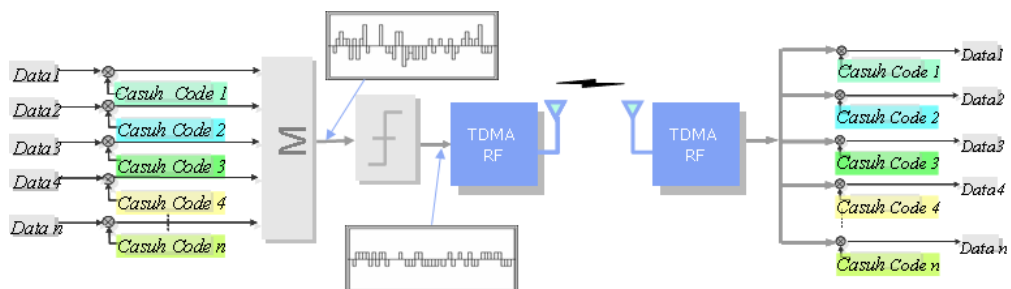 Data1
Casuh Code 1
Data2
Casuh Code 2
Data3
Casuh Code 3
Data4
Casuh Code 4
Data n
Casuh Code n
M
TDMA
RF
TDMA
RF
Data1
Casuh Code 1
Data2
Casuh Code 2
Data3
Casuh Code 3
Data4
Casuh Code 4
Data n
Casuh Code n